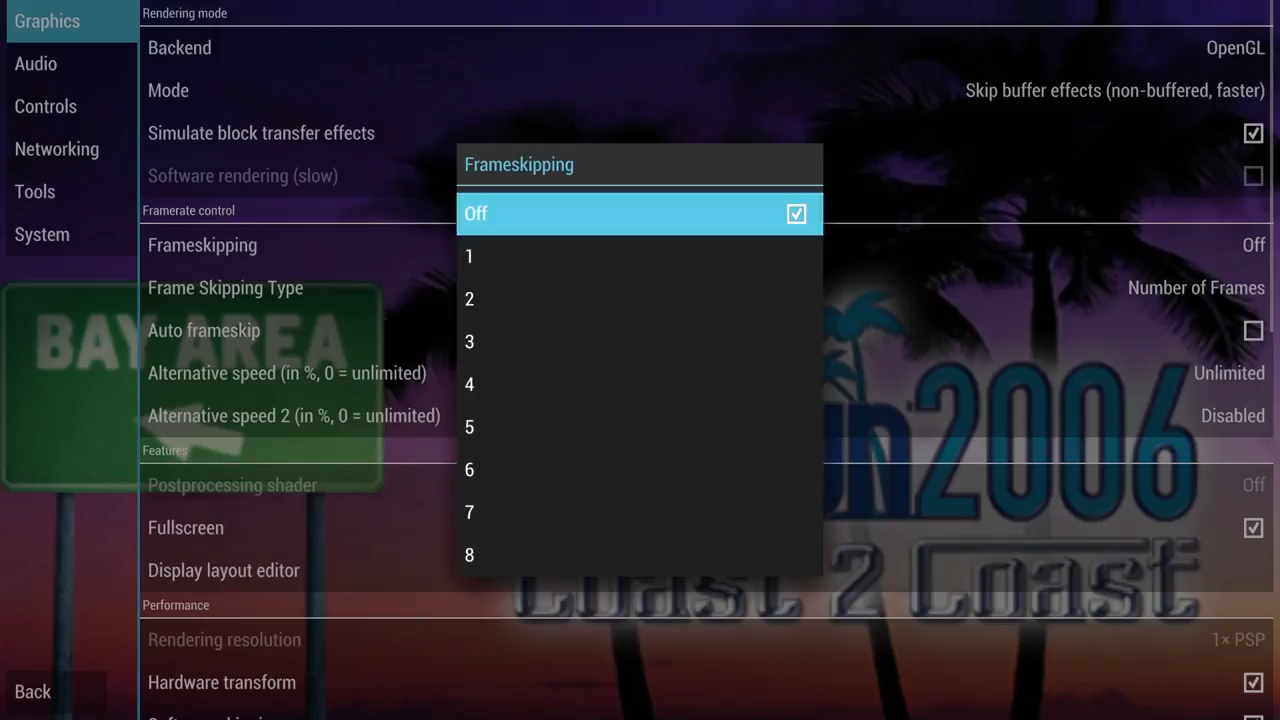 Graphics
Audio
Controls
Networking
Tools
System
Back
Rendering mode
Backend OpenGL
Mode Skip buffer effects (non-buffered, faster)
Simulate block transfer effects
Software rendering (slow)
Framerate control
Frameskipping Off
Frame Skipping Type Number of Frames
Auto frameskip
Alternative speed (in %, 0 = unlimited) Unlimited
Alternative speed 2 (in %, 0 = unlimited) Disabled
Features
Postprocessing shader Off
Fullscreen
Display layout editor
Performance
Rendering resolution 1× PSP
Hardware transform
Frameskipping
Off
1
2
3
4
5
6
7
8
BAY AREA
2006
Coast 2 Coast